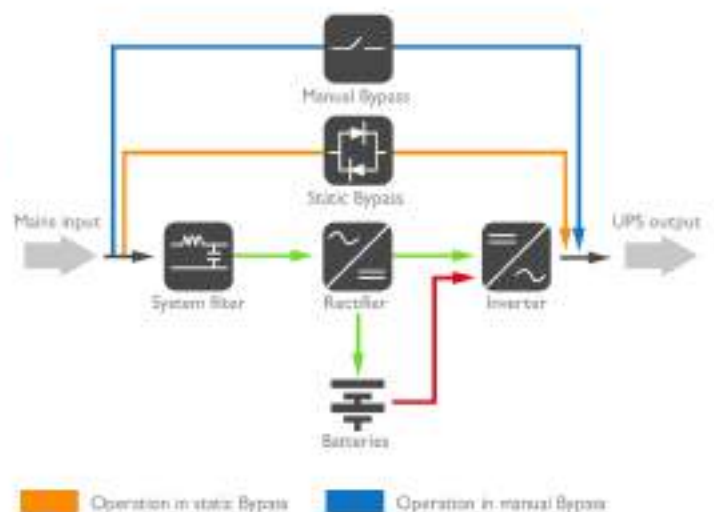 Manual Bypass
Static Bypass
Mains input
UPS output
System filter
Rectifier
Inverter
Batteries
Operation in static Bypass
Operation in manual Bypass